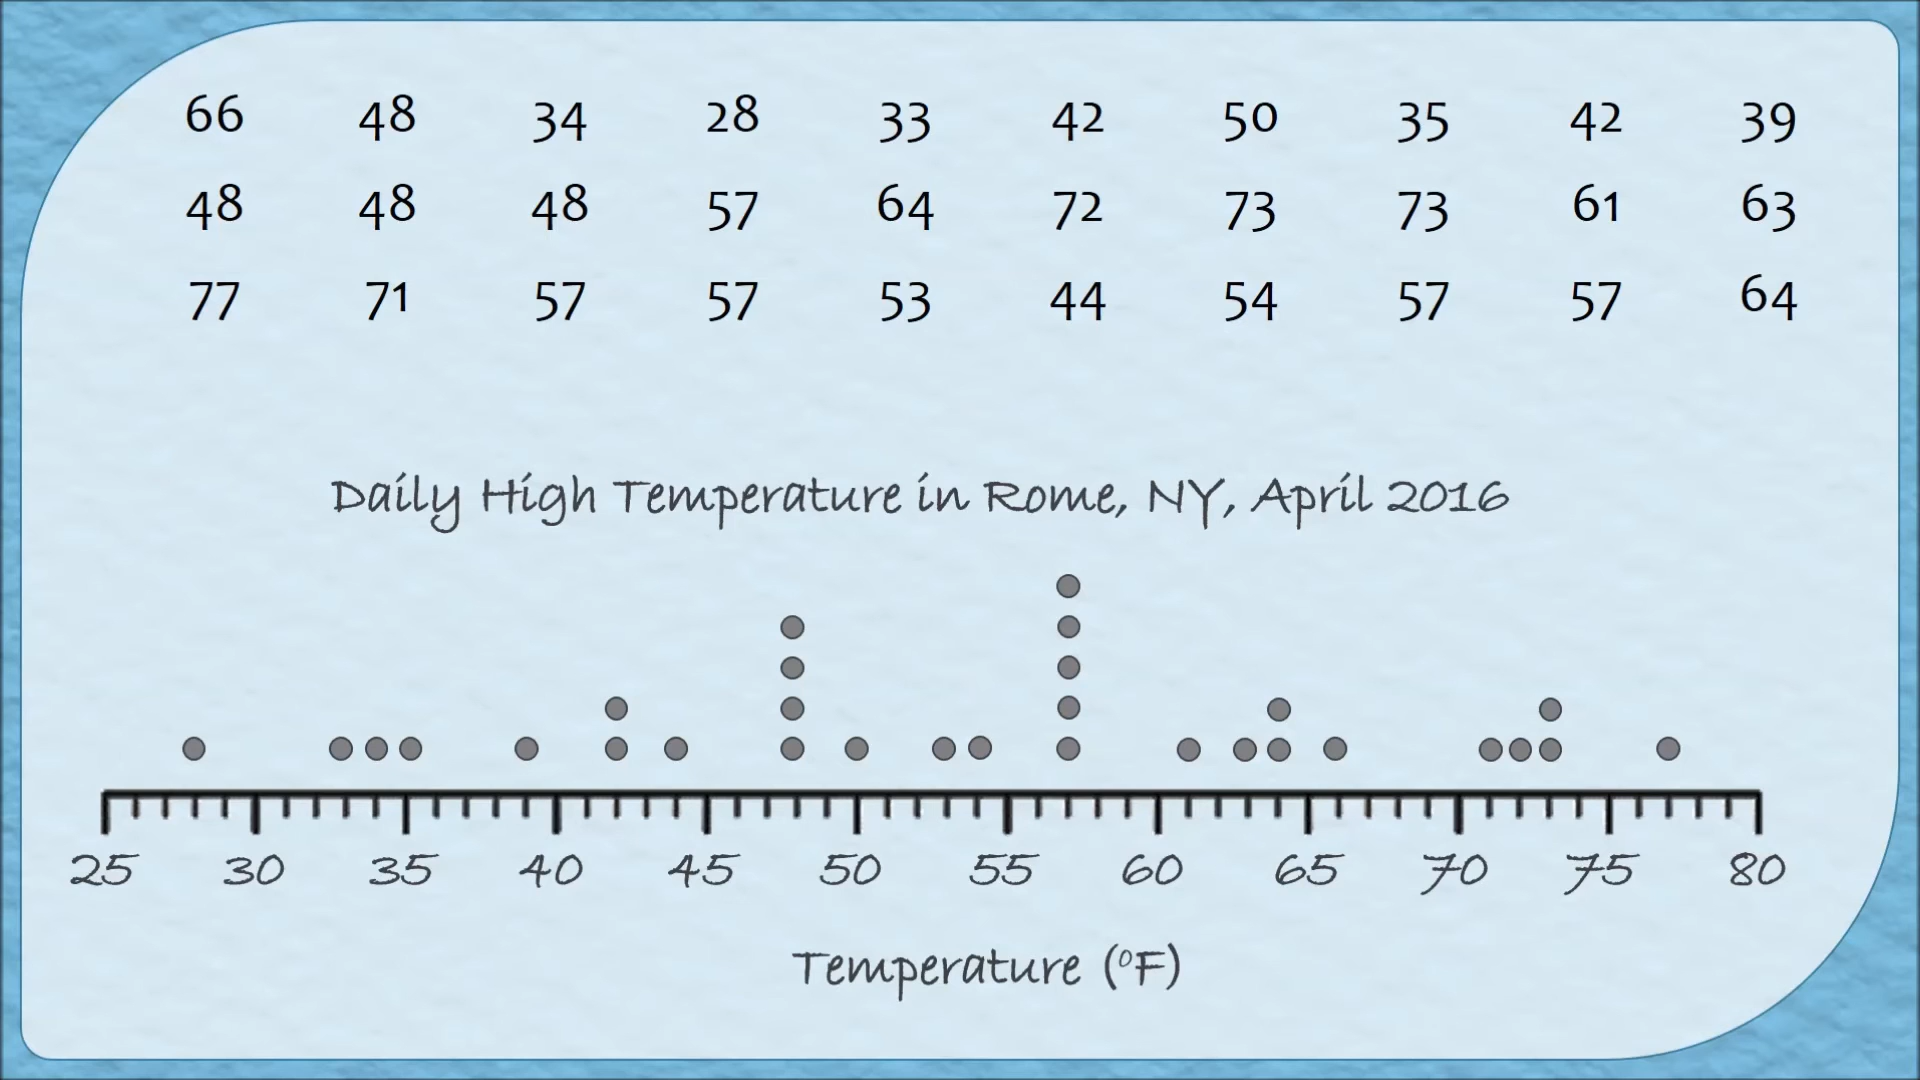 66 48 34 28 33 42 50 35 42 39
48 48 48 57 64 72 73 73 61 63
77 71 57 57 53 44 54 57 57 64
Daily High Temperature in Rome, NY, April 2016
25 30 35 40 45 50 55 60 65 70 75 80
Temperature (°F)